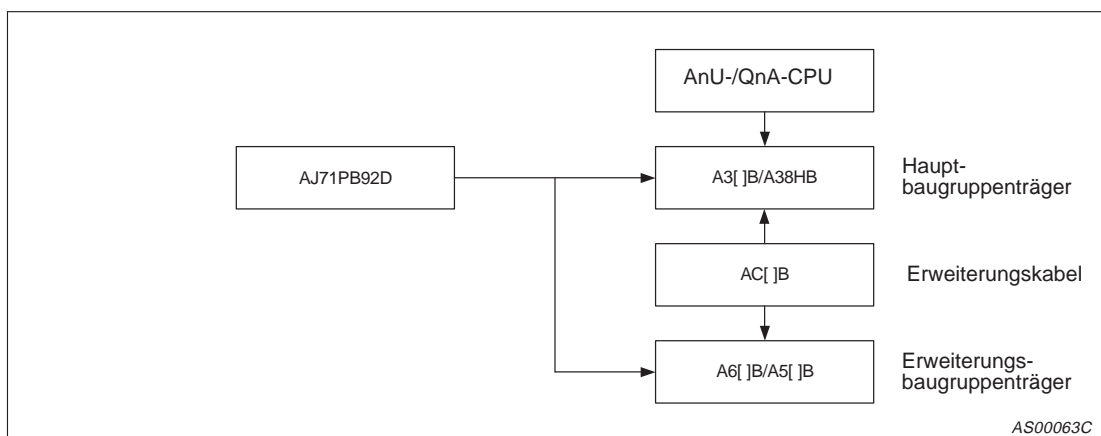 AnU-/QnA-CPU
AJ71PB92D
A3[ ]B/A38HB
Haupt-
baugruppenträger
AC[ ]B
Erweiterungskabel
A6[ ]B/A5[ ]B
Erweiterungs-
baugruppenträger
AS00063C